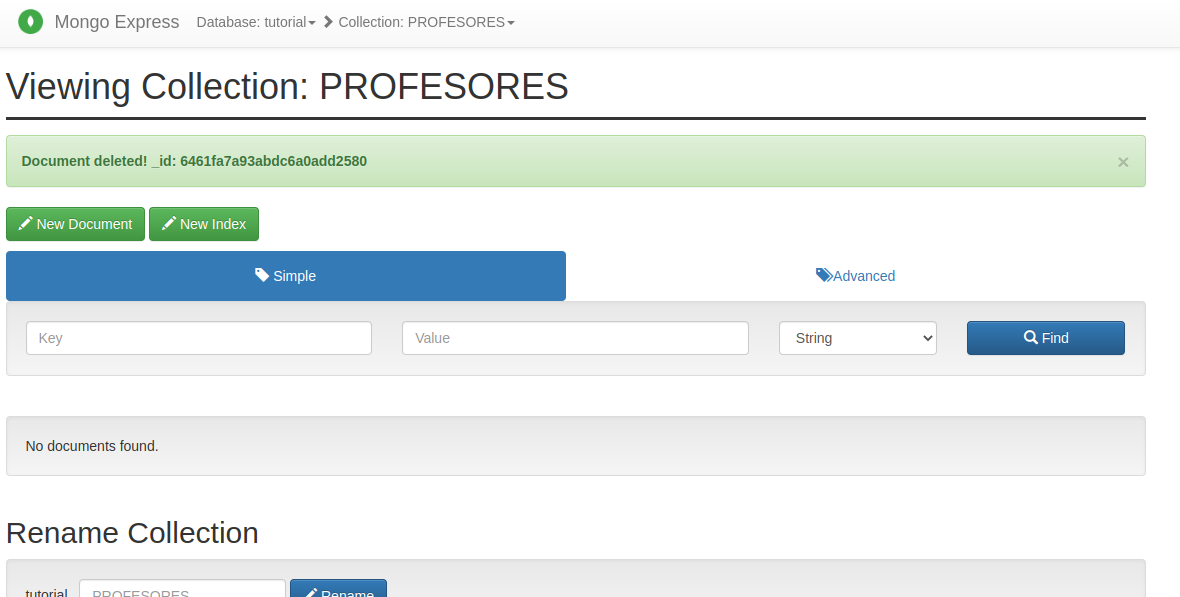 Mongo Express Database: tutorial Collection: PROFESORES
Viewing Collection: PROFESORES
Document deleted! _id: 6461fa7a93abdc6a0add2580 ×
New Document New Index
Simple Advanced
Key Value String Find
No documents found.
Rename Collection
tutorial PROFESORES Rename